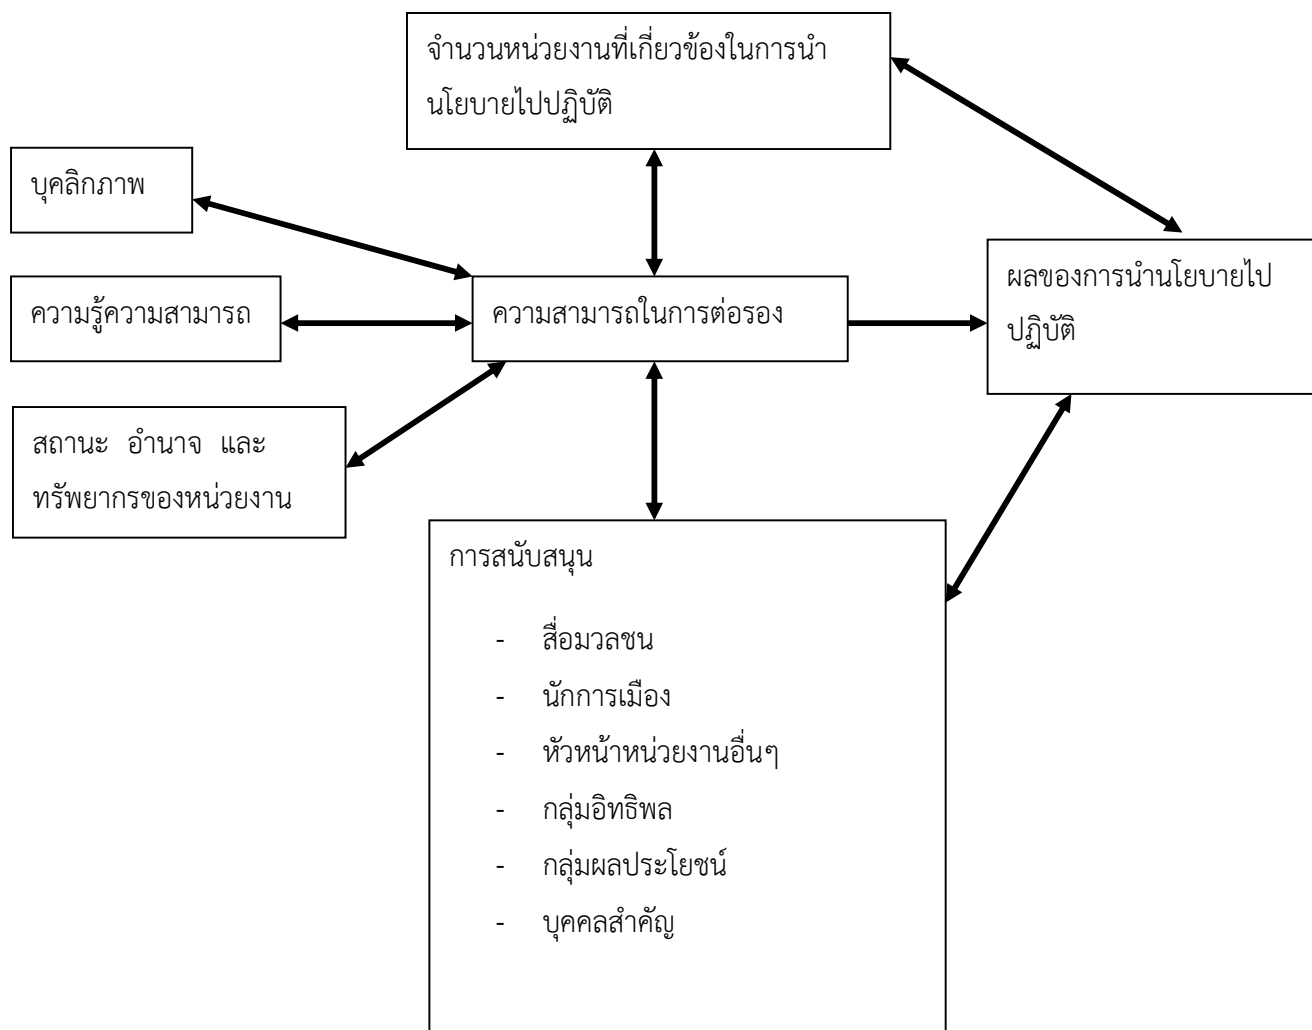 จำนวนหน่วยงานที่เกี่ยวข้องในการนำ
นโยบายไปปฏิบัติ
บุคลิกภาพ
ความรู้ความสามารถ
ความสามารถในการต่อรอง
ผลของการนำนโยบายไป
ปฏิบัติ
สถานะ อำนาจ และ
ทรัพยากรของหน่วยงาน
การสนับสนุน
- สื่อมวลชน
- นักการเมือง
- หัวหน้าหน่วยงานอื่นๆ
- กลุ่มอิทธิพล
- กลุ่มผลประโยชน์
- บุคคลสำคัญ